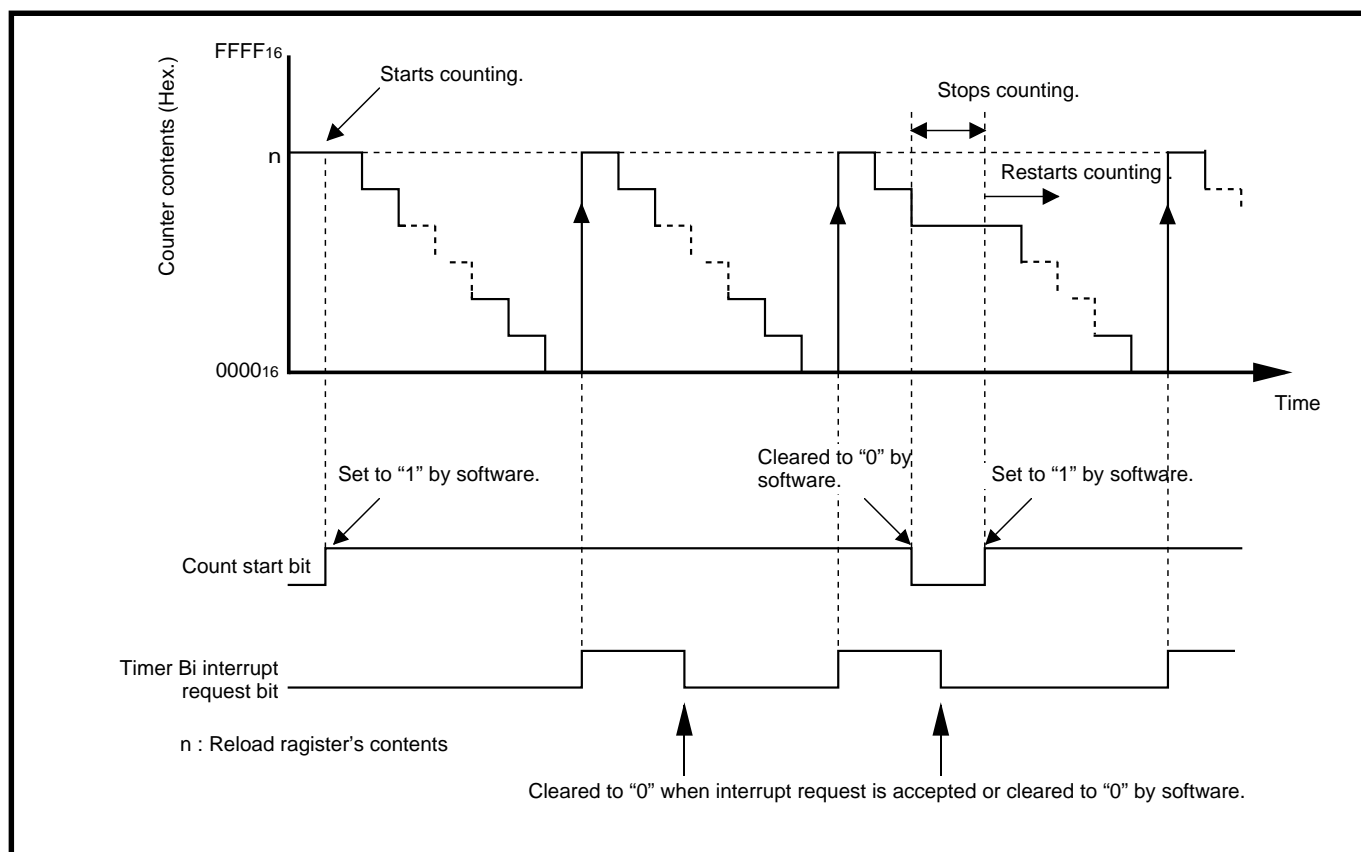 FFFF16
Starts counting.
Stops counting.
Counter contents (Hex.)
n
Restarts counting .
000016
Time
Set to “1” by software.
Cleared to “0” by
software.
Set to “1” by software.
Count start bit
Timer Bi interrupt
request bit
n : Reload ragister’s contents
Cleared to “0” when interrupt request is accepted or cleared to “0” by software.